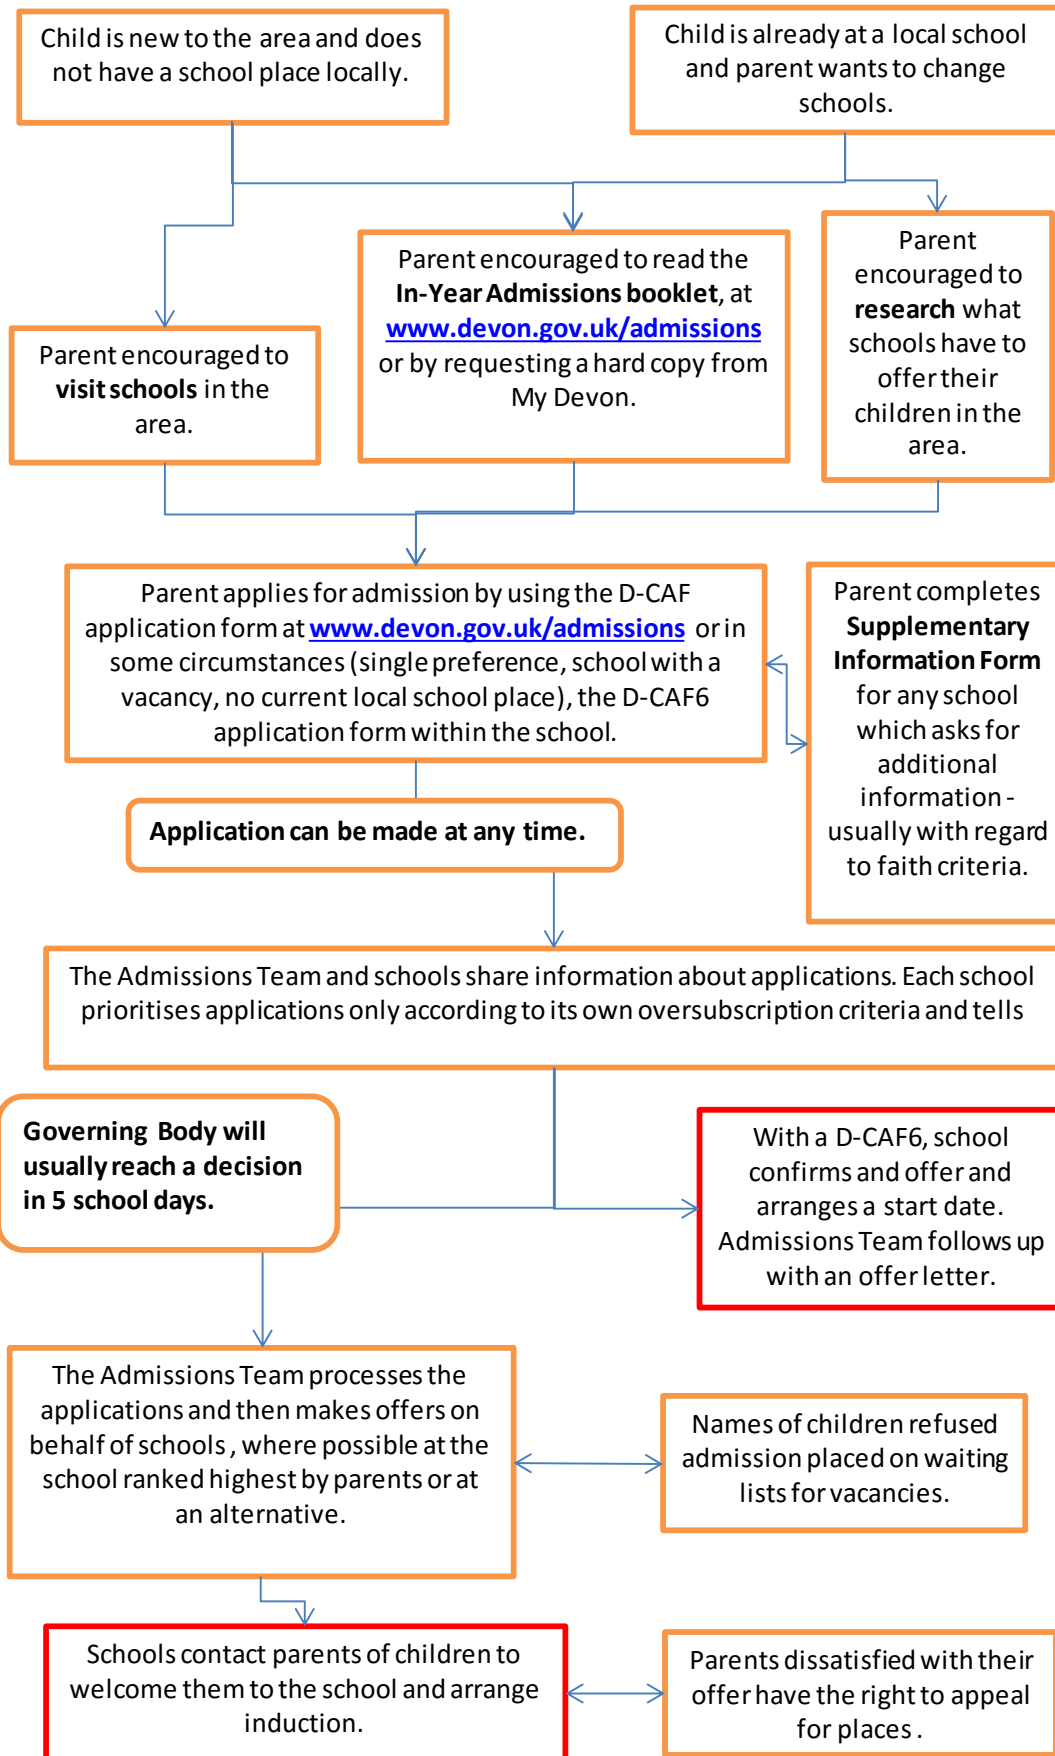 Child is new to the area and does
not have a school place locally.
Child is already at a local school
and parent wants to change
schools.
Parent encouraged to
visit schools in the
area.
Parent encouraged to read the
In-Year Admissions booklet, at
www.devon.gov.uk/admissions
or by requesting a hard copy from
My Devon.
Parent
encouraged to
research what
schools have to
offer their
children in the
area.
Parent applies for admission by using the D-CAF
application form at www.devon.gov.uk/admissions or in
some circumstances (single preference, school with a
vacancy, no current local school place), the D-CAF6
application form within the school.
Parent completes
Supplementary
Information Form
for any school
which asks for
additional
information -
usually with regard
to faith criteria.
Application can be made at any time.
The Admissions Team and schools share information about applications. Each school
prioritises applications only according to its own oversubscription criteria and tells
Governing Body will
usually reach a decision
in 5 school days.
With a D-CAF6, school
confirms and offer and
arranges a start date.
Admissions Team follows up
with an offer letter.
The Admissions Team processes the
applications and then makes offers on
behalf of schools , where possible at the
school ranked highest by parents or at
an alternative.
Names of children refused
admission placed on waiting
lists for vacancies.
Schools contact parents of children to
welcome them to the school and arrange
induction.
Parents dissatisfied with their
offer have the right to appeal
for places .